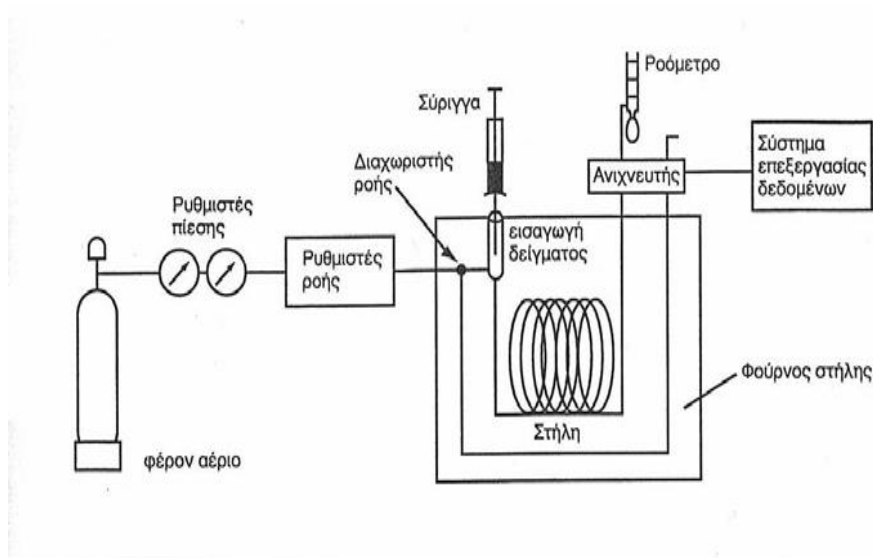 Ροόμετρο
Σύριγγα
Σύστημα
επεξεργασίας
δεδομένων
Διαχωριστής
ροής
Ανιχνευτής
Ρυθμιστές
πίεσης
εισαγωγή
δείγματος
Ρυθμιστές
ροής
Φούρνος στήλης
Στήλη
φέρον αέριο